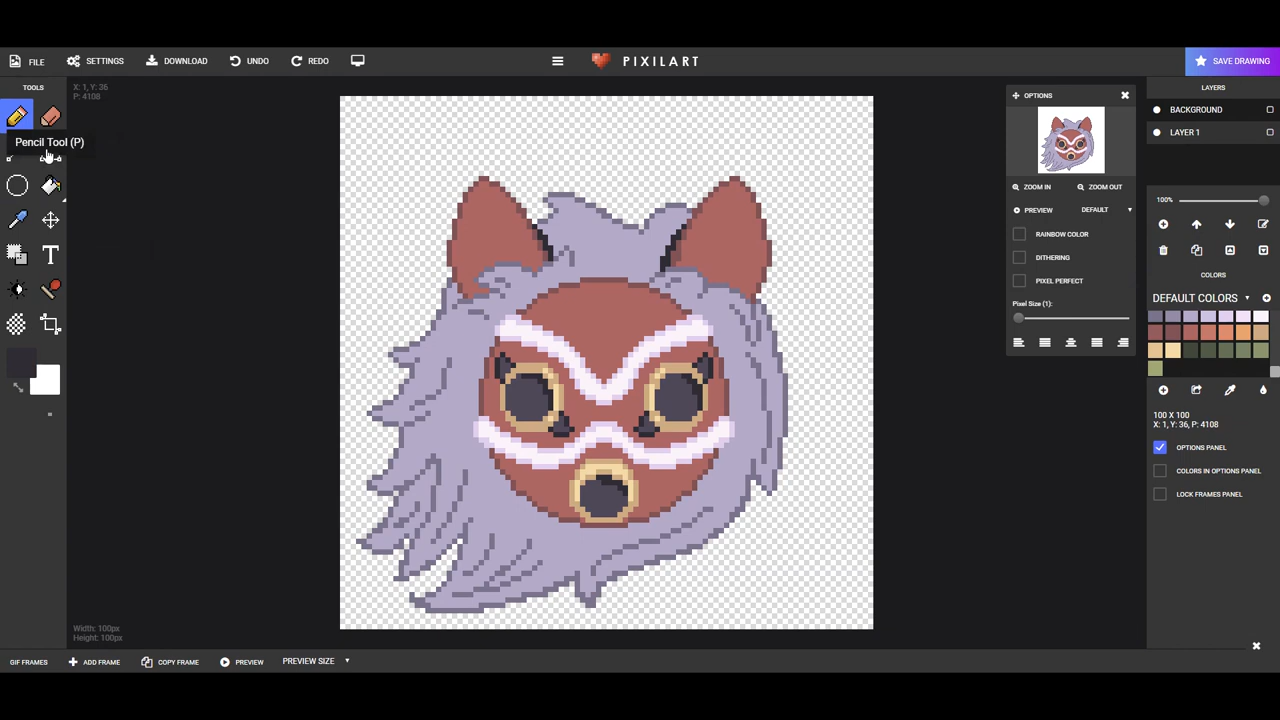 FILE
SETTINGS
DOWNLOAD
UNDO
REDO
PIXILART
SAVE DRAWING
TOOLS
X: 1, Y: 36
P: 4108
Pencil Tool (P)
OPTIONS
ZOOM IN
ZOOM OUT
PREVIEW
DEFAULT
RAINBOW COLOR
DITHERING
PIXEL PERFECT
Pixel Size (1):
LAYERS
BACKGROUND
LAYER 1
100%
COLORS
DEFAULT COLORS
100 X 100
X: 1, Y: 36, P: 4108
OPTIONS PANEL
COLORS IN OPTIONS PANEL
LOCK FRAMES PANEL
Width: 100px
Height: 100px
GIF FRAMES
ADD FRAME
COPY FRAME
PREVIEW
PREVIEW SIZE